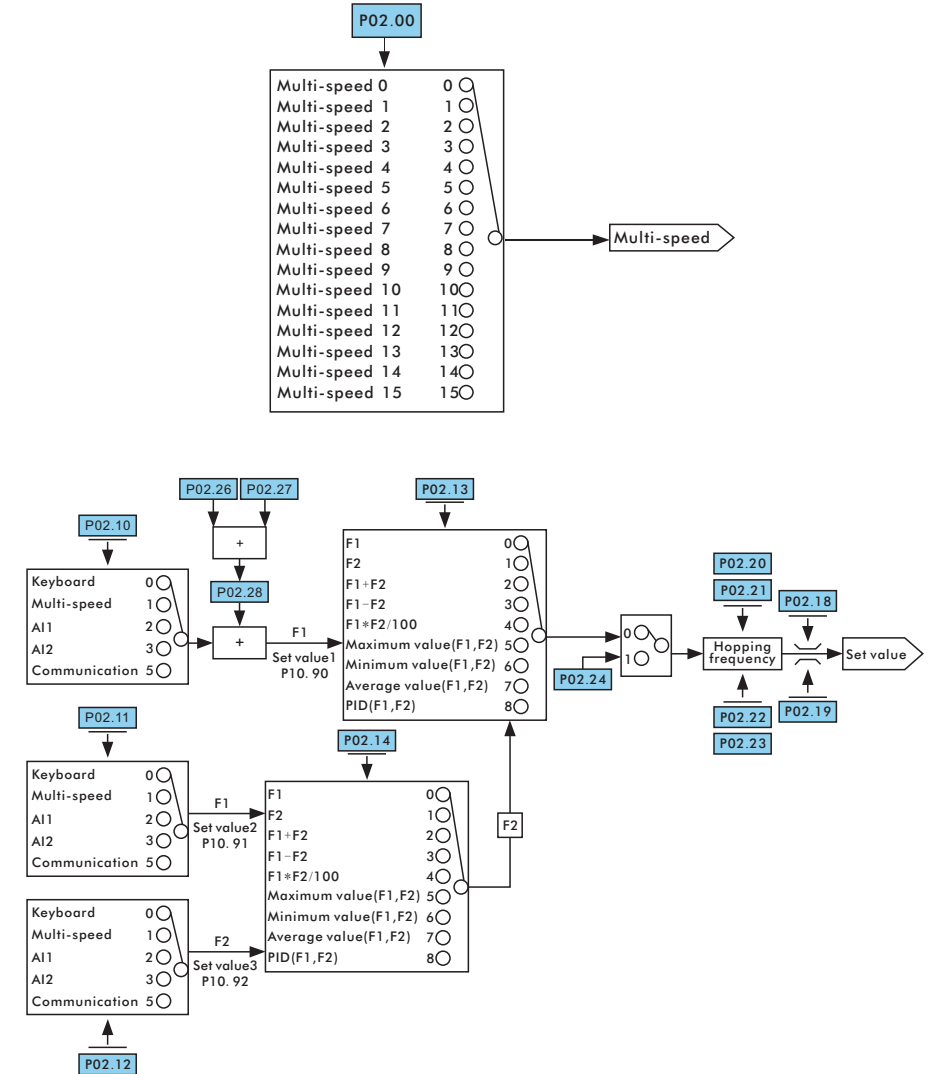 P02.00
Multi-speed 0 0
Multi-speed 1 1
Multi-speed 2 2
Multi-speed 3 3
Multi-speed 4 4
Multi-speed 5 5
Multi-speed 6 6
Multi-speed 7 7
Multi-speed 8 8
Multi-speed 9 9
Multi-speed 10 10
Multi-speed 11 11
Multi-speed 12 12
Multi-speed 13 13
Multi-speed 14 14
Multi-speed 15 15
Multi-speed
P02.26 P02.27
+
P02.28
+
P02.10
Keyboard 0
Multi-speed 1
AI1 2
AI2 3
Communication 5
F1
Set value1
P10.90
P02.13
F1 0
F2 1
F1+F2 2
F1-F2 3
F1*F2/100 4
Maximum value(F1,F2) 5
Minimum value(F1,F2) 6
Average value(F1,F2) 7
PID(F1,F2) 8
0
1
P02.24
P02.20
P02.21
Hopping
frequency
P02.22
P02.23
P02.18
P02.19
Set value
P02.11
Keyboard 0
Multi-speed 1
AI1 2
AI2 3
Communication 5
F1
Set value2
P10.91
P02.14
F1 0
F2 1
F1+F2 2
F1-F2 3
F1*F2/100 4
Maximum value(F1,F2) 5
Minimum value(F1,F2) 6
Average value(F1,F2) 7
PID(F1,F2) 8
F2
Keyboard 0
Multi-speed 1
AI1 2
AI2 3
Communication 5
F2
Set value3
P10.92
P02.12